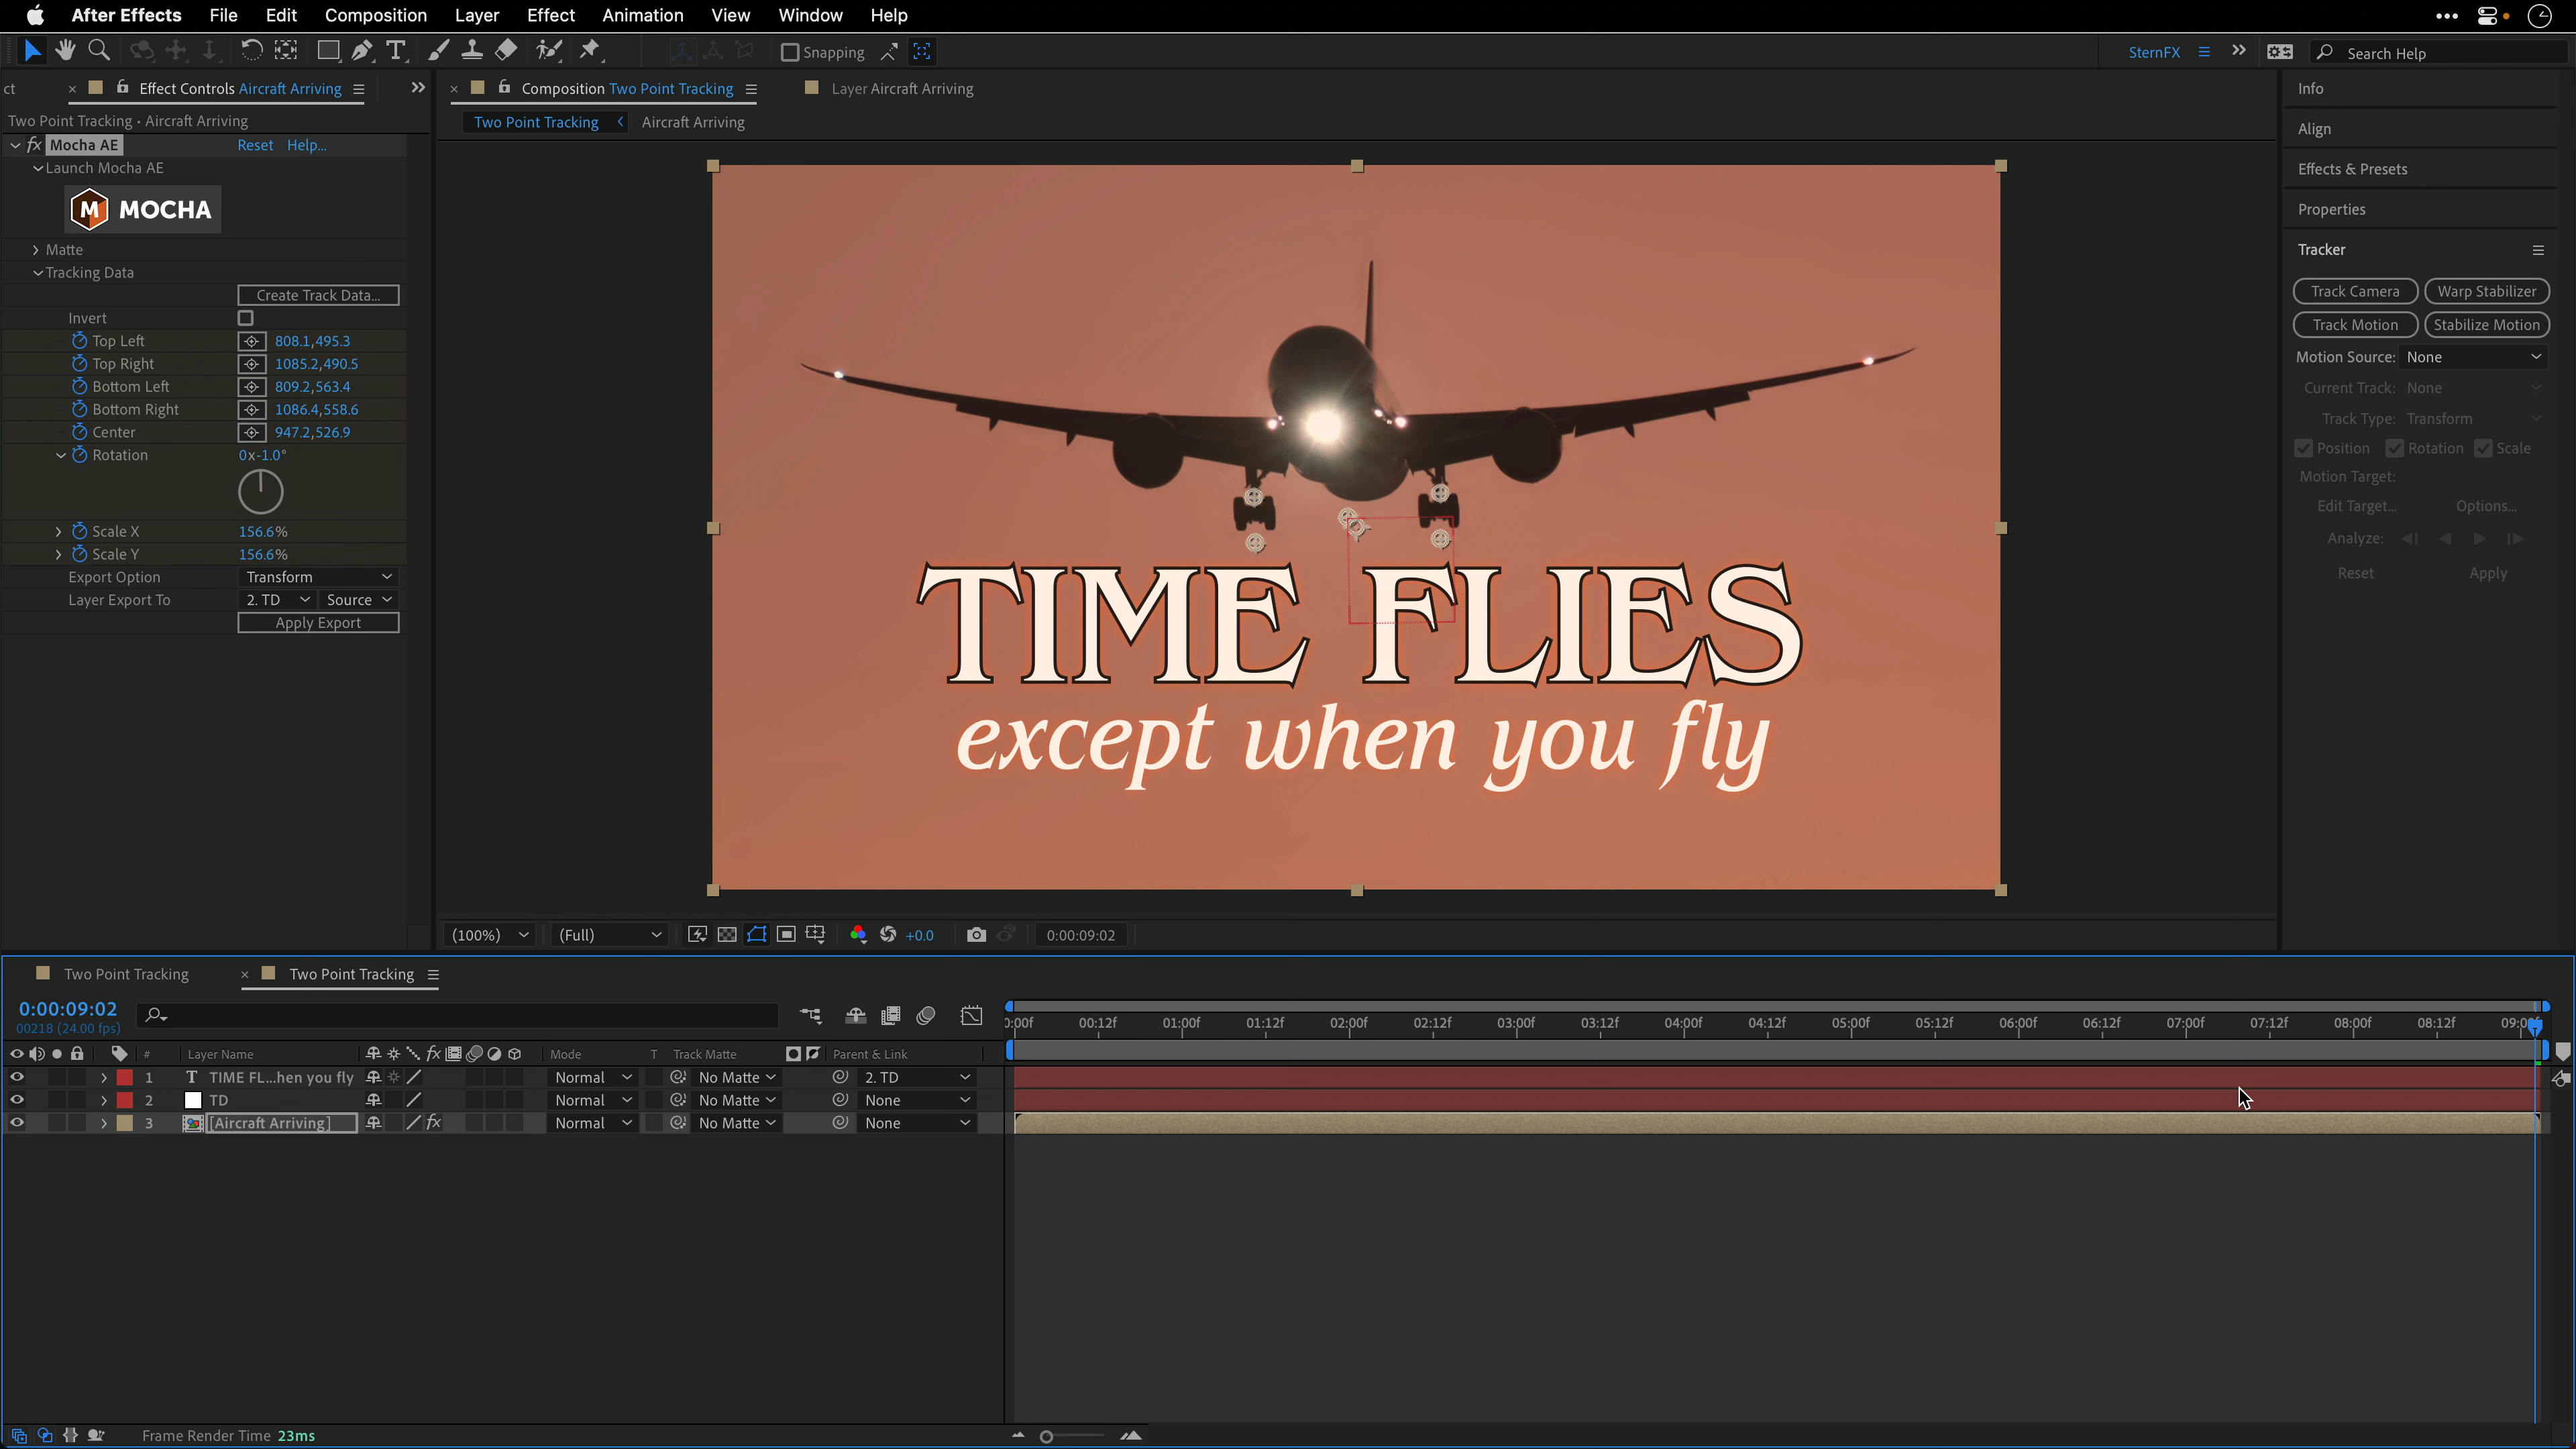 After Effects File Edit Composition Layer Effect Animation View Window Help
Snapping SternFX Search Help
ct × Effect Controls Aircraft Arriving
× Composition Two Point Tracking Layer Aircraft Arriving
Two Point Tracking • Aircraft Arriving
Two Point Tracking Aircraft Arriving
fx Mocha AE Reset Help...
Launch Mocha AE
M MOCHA
Matte
Tracking Data
Create Track Data...
Invert
Top Left 808.1,495.3
Top Right 1085.2,490.5
Bottom Left 809.2,563.4
Bottom Right 1086.4,558.6
Center 947.2,526.9
Rotation 0x-1.0°
Scale X 156.6%
Scale Y 156.6%
Export Option Transform
Layer Export To 2. TD Source
Apply Export
TIME FLIES
except when you fly
Info
Align
Effects & Presets
Properties
Tracker
Track Camera Warp Stabilizer
Track Motion Stabilize Motion
Motion Source: None
Current Track: None
Track Type: Transform
Position Rotation Scale
Motion Target:
Edit Target... Options...
Analyze:
Reset Apply
(100%) (Full) +0.0 0:00:09:02
Two Point Tracking × Two Point Tracking
0:00:09:02
00218 (24.00 fps)
0:00f 00:12f 01:00f 01:12f 02:00f 02:12f 03:00f 03:12f 04:00f 04:12f 05:00f 05:12f 06:00f 06:12f 07:00f 07:12f 08:00f 08:12f 09:00f
# Layer Name fx Mode T Track Matte Parent & Link
1 T TIME FL...hen you fly Normal No Matte 2. TD
2 TD Normal No Matte None
3 [Aircraft Arriving] fx Normal No Matte None
Frame Render Time 23ms